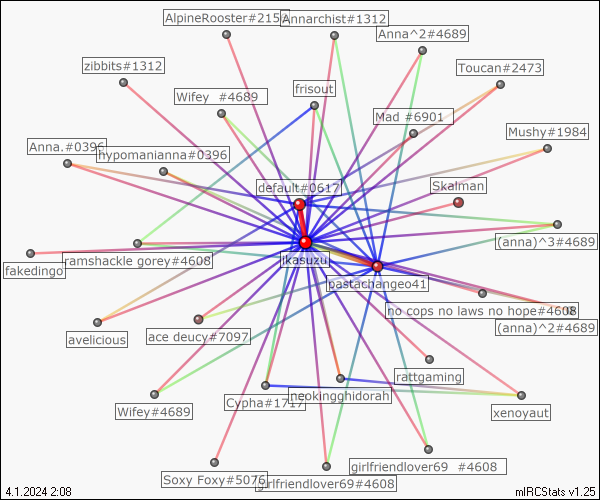 AlpineRooster#215
Annarchist#1312
Anna^2#4689
zibbits#1312
Toucan#2473
Wifey #4689
frisout
Mad #6901
Mushy#1984
Anna.#0396
hypomanianna#0396
default#0617
Skalman
(anna)^3#4689
fakedingo
ramshackle gorey#4608
jkasuzu
pastachangeo41
no cops no laws no hope#4608
(anna)^2#4689
avelicious
ace deucy#7097
rattgaming
Wifey#4689
Cypha#1717
neokingghidorah
xenoyaut
Soxy Foxy#5076
girlfriendlover69#4608
girlfriendlover69 #4608
4.1.2024 2:08
mIRCStats v1.25